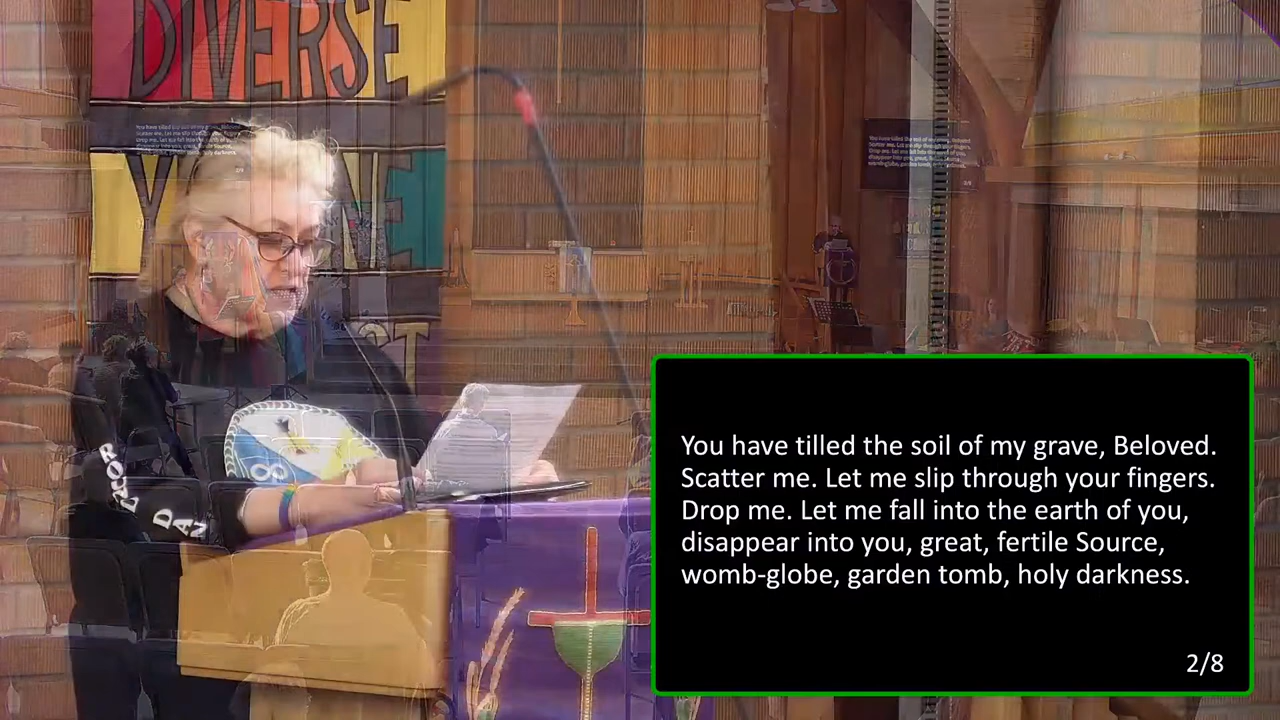 DIVERSE
You have tilled the soil of my grave, Beloved.
Scatter me. Let me slip through your fingers.
Drop me. Let me fall into the earth of you,
disappear into you, great, fertile Source,
womb-globe, garden tomb, holy darkness.
2/8